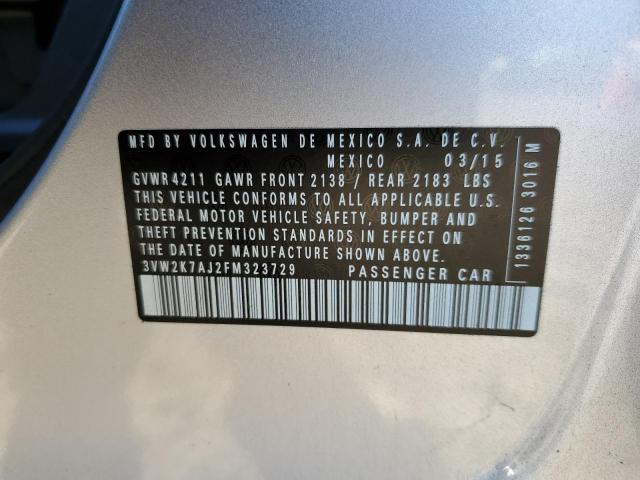 MFD BY VOLKSWAGEN DE MEXICO S.A. DE C.V.
MEXICO 03/15
GVWR 4211 GAWR FRONT 2138 / REAR 2183 LBS
THIS VEHICLE CONFORMS TO ALL APPLICABLE U.S.
FEDERAL MOTOR VEHICLE SAFETY, BUMPER AND
THEFT PREVENTION STANDARDS IN EFFECT ON
THE DATE OF MANUFACTURE SHOWN ABOVE.
3VW2K7AJ2FM323729 PASSENGER CAR
1336126 3016 M